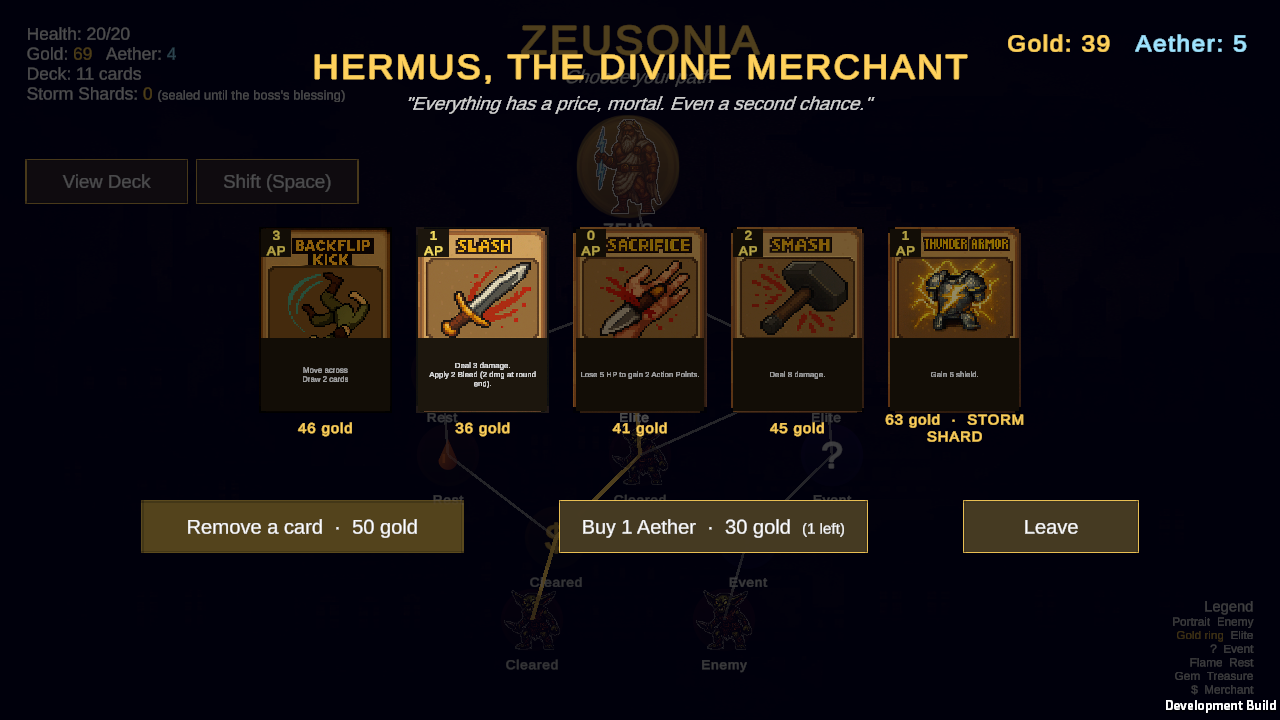 ZEUSONIA
Health: 20/20
Gold: 69 Aether: 4
Deck: 11 cards
Storm Shards: 0 (sealed until the boss's blessing)
Gold: 39 Aether: 5
HERMUS, THE DIVINE MERCHANT
Choose your path
"Everything has a price, mortal. Even a second chance."
View Deck
Shift (Space)
ZEUS
3 AP
BACKFLIP
KICK
Move across
Draw 2 cards
46 gold
1 AP
SLASH
Deal 3 damage.
Apply 2 Bleed (2 dmg at round
end).
36 gold
0 AP
SACRIFICE
Lose 5 HP to gain 2 Action Points.
41 gold
2 AP
SMASH
Deal 8 damage.
45 gold
1 AP
THUNDER ARMOR
Gain 5 shield.
63 gold · STORM
SHARD
Rest
Elite
Elite
?
Rest
Cleared
Event
Remove a card · 50 gold
$
Buy 1 Aether · 30 gold (1 left)
Leave
Cleared
Event
Cleared
Enemy
Legend
Portrait Enemy
Gold ring Elite
? Event
Flame Rest
Gem Treasure
$ Merchant
Development Build